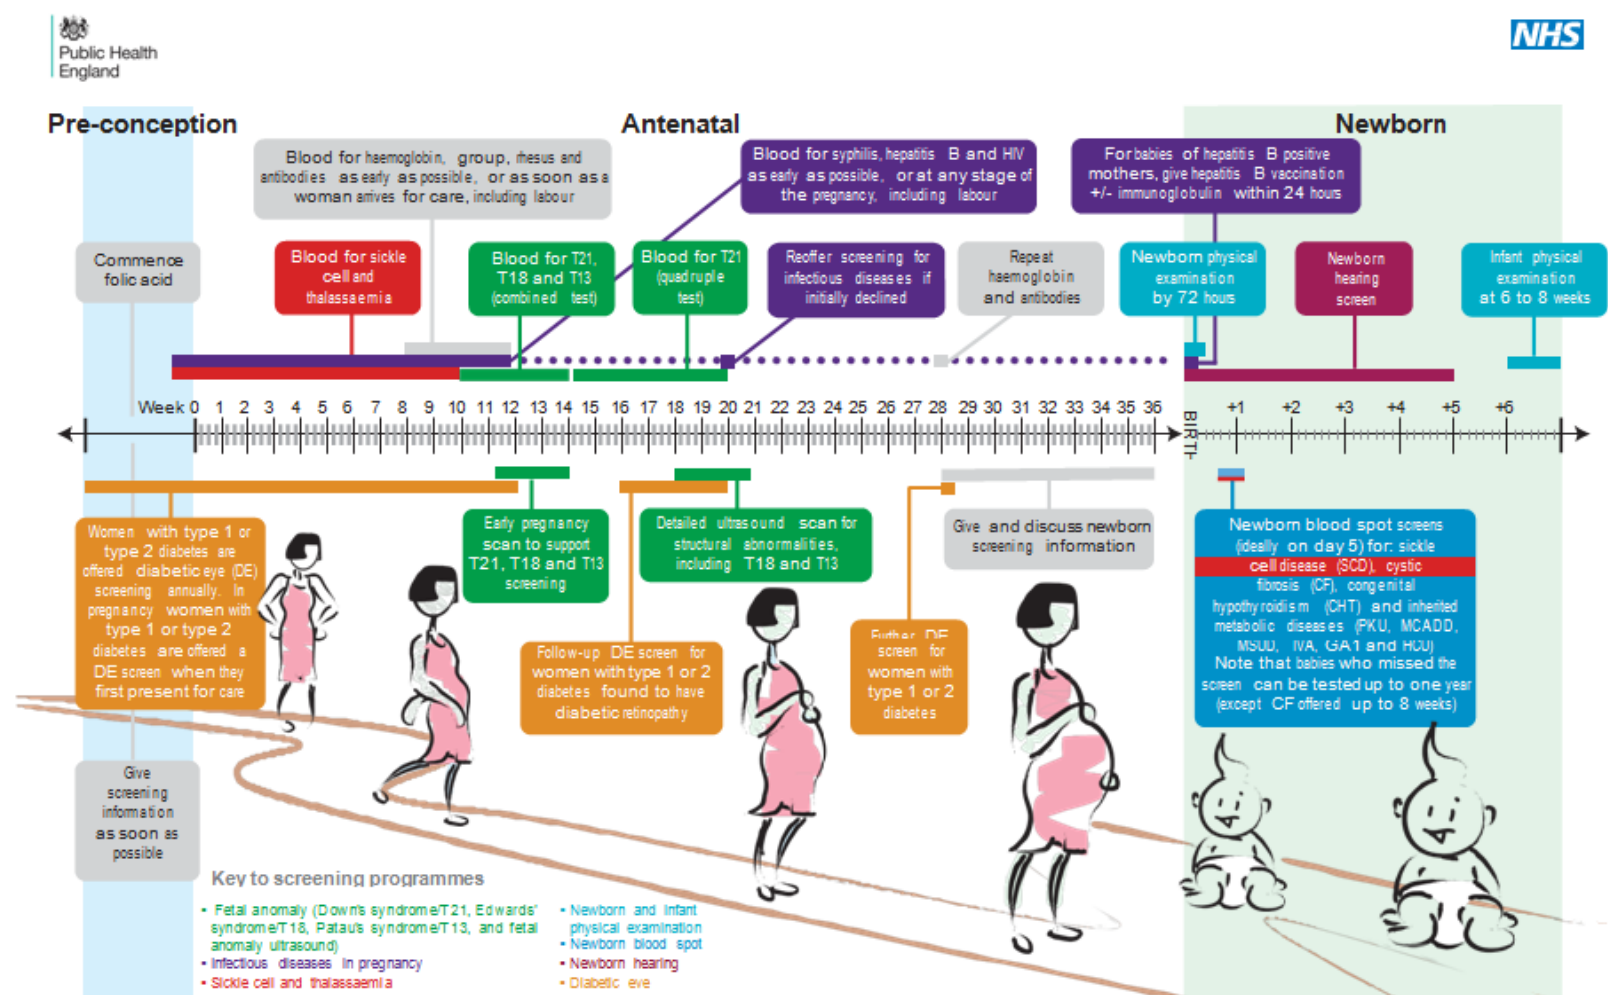 Public Health
England
NHS
Pre-conception
Antenatal
Newborn
Blood for haemoglobin, group, rhesus and
antibodies as early as possible, or as soon as a
woman arrives for care, including labour
Blood for syphilis, hepatitis B and HIV
as early as possible, or at any stage of
the pregnancy, including labour
For babies of hepatitis B positive
mothers, give hepatitis B vaccination
+/- immunoglobulin within 24 hours
Commence
folic acid
Blood for sickle
cell and
thalassaemia
Blood for T21,
T18 and T13
(combined test)
Blood for T21
(quadruple
test)
Reoffer screening for
infectious diseases if
initially declined
Repeat
haemoglobin
and antibodies
Newborn physical
examination
by 72 hours
Newborn
hearing
screen
Infant physical
examination
at 6 to 8 weeks
Week 0 1 2 3 4 5 6 7 8 9 10 11 12 13 14 15 16 17 18 19 20 21 22 23 24 25 26 27 28 29 30 31 32 33 34 35 36
BIRTH
+1 +2 +3 +4 +5 +6
Women with type 1 or
type 2 diabetes are
offered diabetic eye (DE)
screening annually. In
pregnancy women with
type 1 or type 2
diabetes are offered a
DE screen when they
first present for care
Early pregnancy
scan to support
T21, T18 and T13
screening
Detailed ultrasound scan for
structural abnormalities,
including T18 and T13
Give and discuss newborn
screening information
Newborn blood spot screens
(ideally on day 5) for: sickle
cell disease (SCD), cystic
fibrosis (CF), congenital
hypothyroidism (CHT) and inherited
metabolic diseases (PKU, MCADD,
MSUD, IVA, GA1 and HCU)
Note that babies who missed the
screen can be tested up to one year
(except CF offered up to 8 weeks)
Follow-up DE screen for
women with type 1 or 2
diabetes found to have
diabetic retinopathy
Further DE
screen for
women with
type 1 or 2
diabetes
Give
screening
information
as soon as
possible
Key to screening programmes
▪ Fetal anomaly (Down's syndrome/T21, Edwards'
syndrome/T18, Patau's syndrome/T13, and fetal
anomaly ultrasound)
▪ Infectious diseases in pregnancy
▪ Sickle cell and thalassaemia
▪ Newborn and infant
physical examination
▪ Newborn blood spot
▪ Newborn hearing
▪ Diabetic eye